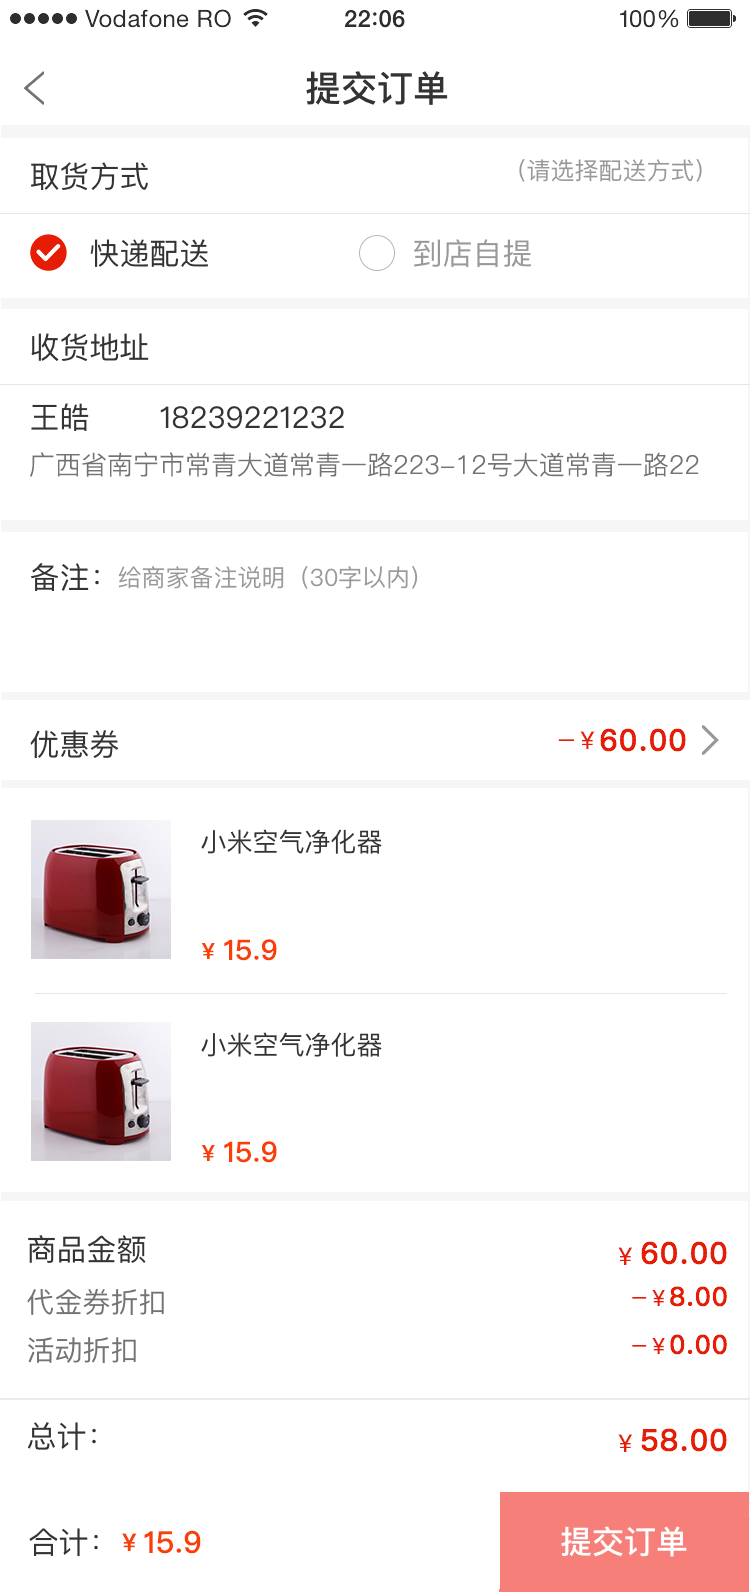 Vodafone RO 22:06 100%
提交订单
取货方式 (请选择配送方式)
快递配送 到店自提
收货地址
王皓 18239221232
广西省南宁市常青大道常青一路223-12号大道常青一路22
备注: 给商家备注说明 (30字以内)
优惠券 -¥60.00
小米空气净化器
¥ 15.9
小米空气净化器
¥ 15.9
商品金额 ¥ 60.00
代金券折扣 -¥8.00
活动折扣 -¥0.00
总计: ¥ 58.00
合计: ¥ 15.9 提交订单